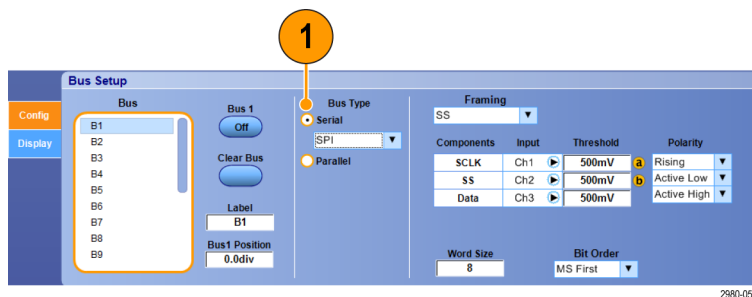 1
Bus Setup
Config
Display
Bus
B1
B2
B3
B4
B5
B6
B7
B8
B9
Bus 1
Off
Clear Bus
Label
B1
Bus1 Position
0.0div
Bus Type
Serial
SPI
Parallel
Framing
SS
Components Input Threshold Polarity
SCLK Ch1 500mV a Rising
SS Ch2 500mV b Active Low
Data Ch3 500mV Active High
Word Size Bit Order
8 MS First
2980-05